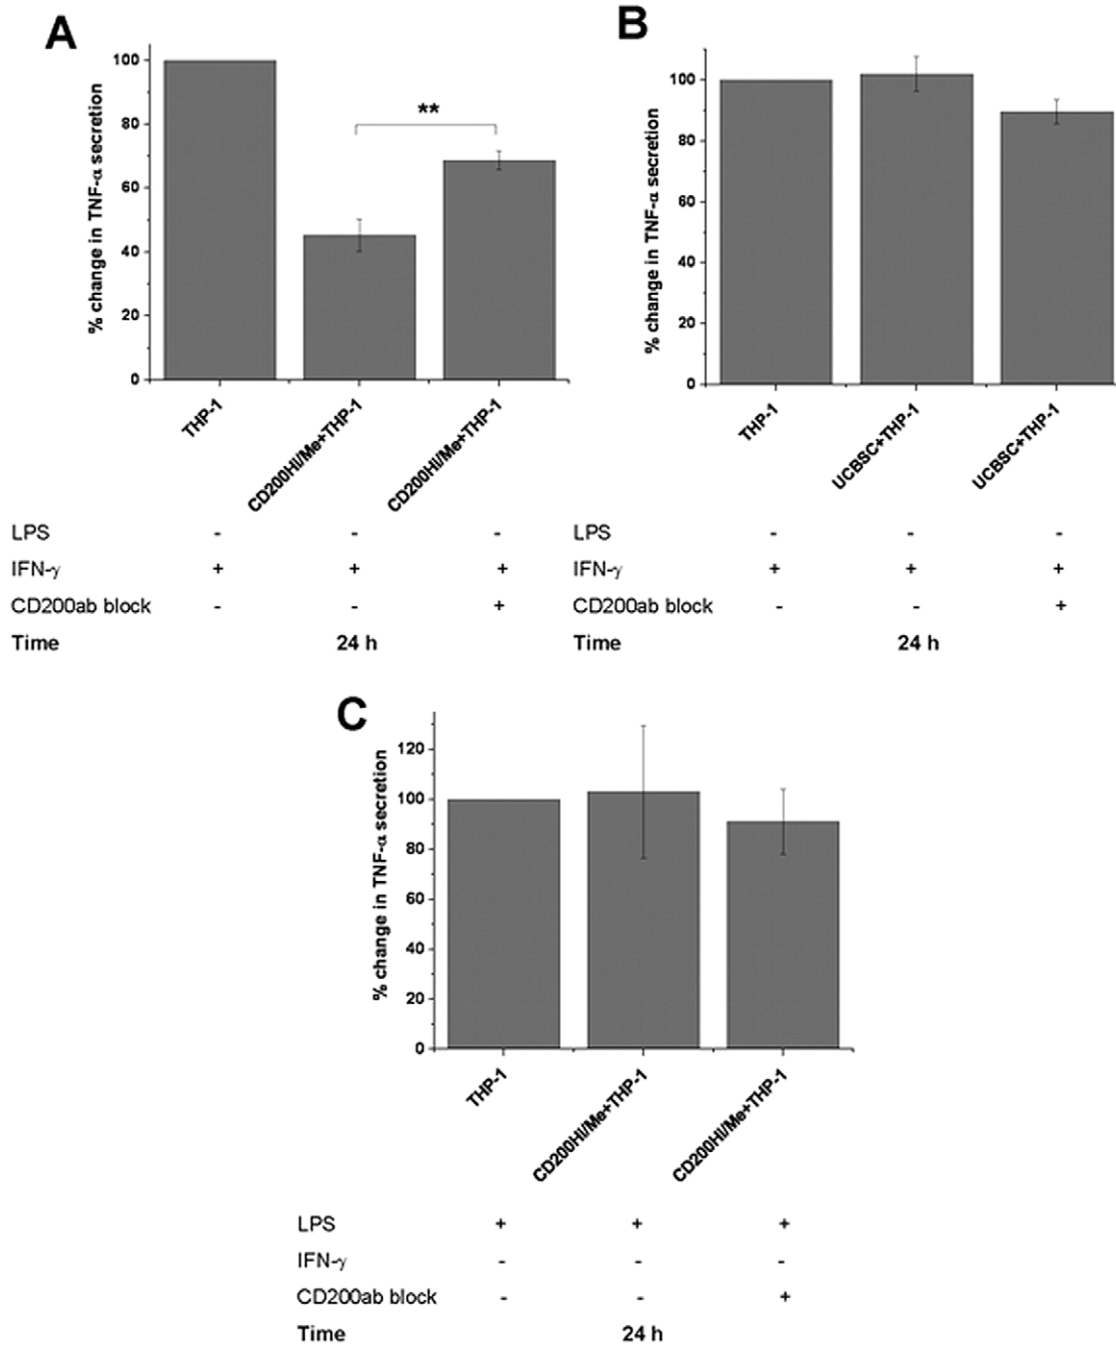 A
% change in TNF-α secretion
100
80
60
40
20
0
**
THP-1
CD200Hi/Me+THP-1
CD200Hi/Me+THP-1
LPS - - -
IFN-γ + + +
CD200ab block - - +
Time 24 h
B
% change in TNF-α secretion
100
80
60
40
20
0
THP-1
UCBSC+THP-1
UCBSC+THP-1
LPS - - -
IFN-γ + + +
CD200ab block - - +
Time 24 h
C
% change in TNF-α secretion
120
100
80
60
40
20
0
THP-1
CD200Hi/Me+THP-1
CD200Hi/Me+THP-1
LPS + + +
IFN-γ - - -
CD200ab block - - +
Time 24 h